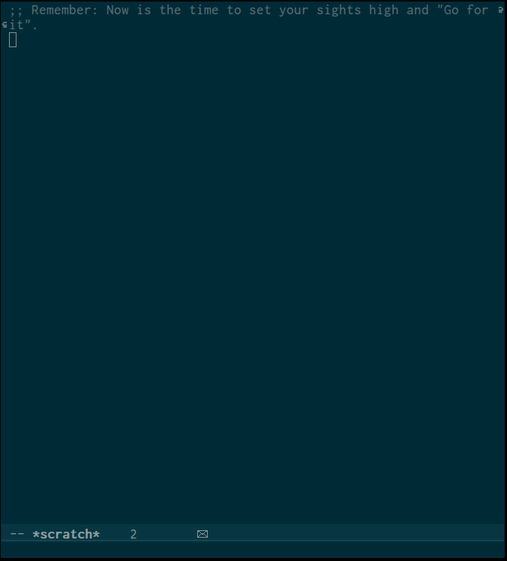 ;; Remember: Now is the time to set your sights high and "Go for
it".
-- *scratch* 2